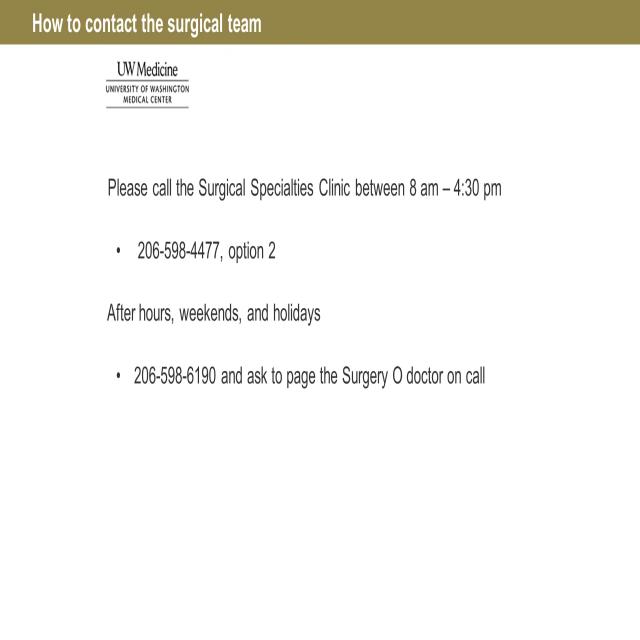 How to contact the surgical team
UW Medicine
UNIVERSITY OF WASHINGTON
MEDICAL CENTER
Please call the Surgical Specialties Clinic between 8 am – 4:30 pm
• 206-598-4477, option 2
After hours, weekends, and holidays
• 206-598-6190 and ask to page the Surgery O doctor on call